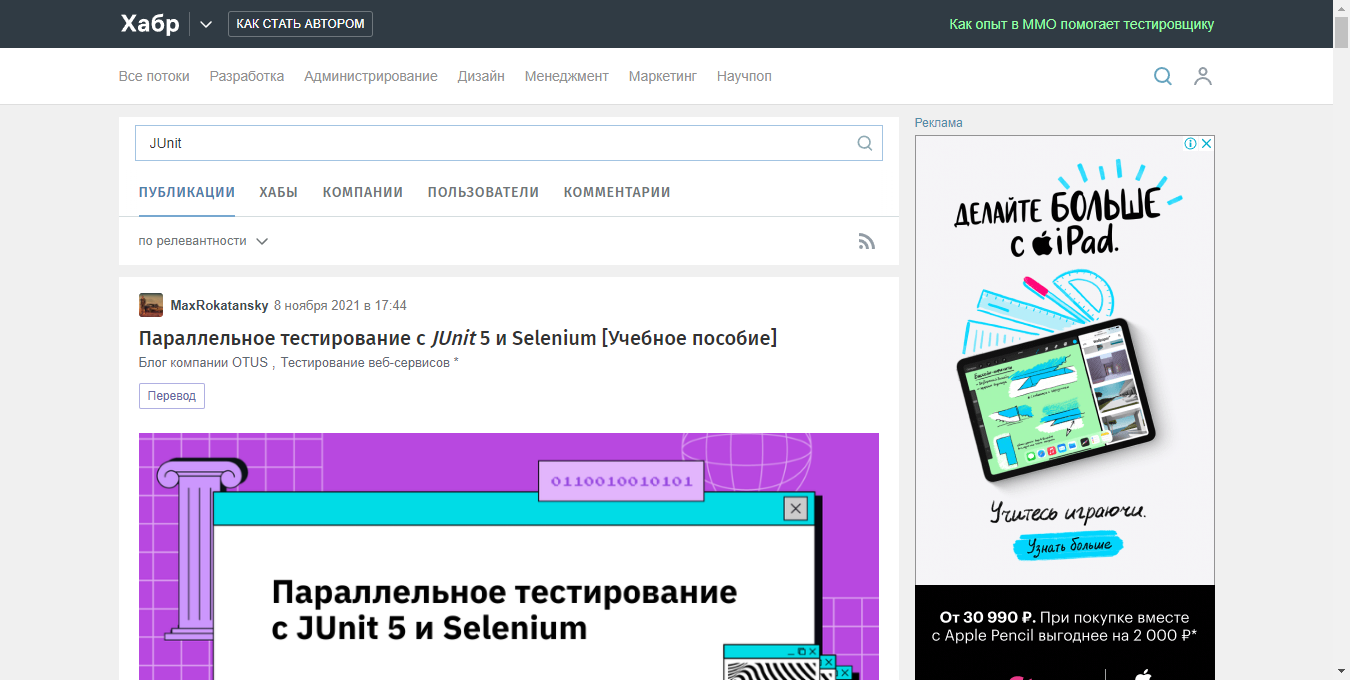 Хабр
КАК СТАТЬ АВТОРОМ
Как опыт в ММО помогает тестировщику
Все потоки Разработка Администрирование Дизайн Менеджмент Маркетинг Научпоп
JUnit
ПУБЛИКАЦИИ ХАБЫ КОМПАНИИ ПОЛЬЗОВАТЕЛИ КОММЕНТАРИИ
по релевантности
MaxRokatansky 8 ноября 2021 в 17:44
Параллельное тестирование с JUnit 5 и Selenium [Учебное пособие]
Блог компании OTUS , Тестирование веб-сервисов *
Перевод
0110010010101
Параллельное тестирование
с JUnit 5 и Selenium
Реклама
ДЕЛАЙТЕ БОЛЬШЕ
С iPad.
Учитесь играючи.
Узнать больше
От 30 990 ₽. При покупке вместе
с Apple Pencil выгоднее на 2 000 ₽*